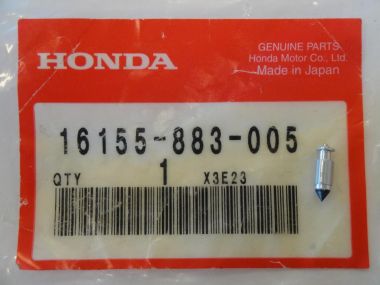 HONDA
GENUINE PARTS
Honda Motor Co., Ltd.
Made in Japan
16155-883-005
QTY 1 X3E23